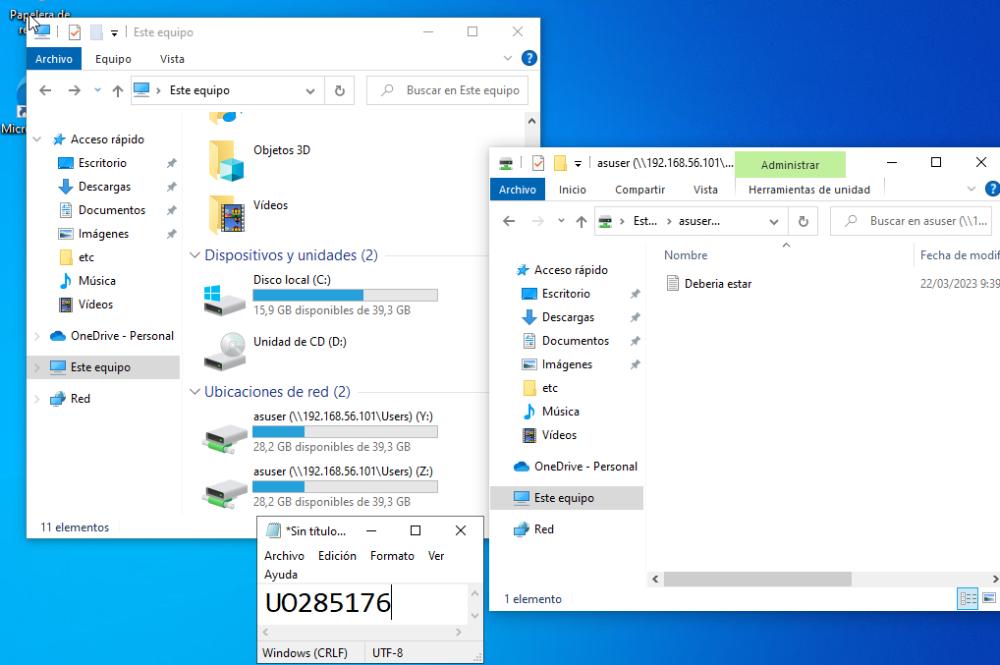 Papelera de
Este equipo
Archivo Equipo Vista
Este equipo
Buscar en Este equipo
Acceso rápido
Escritorio
Descargas
Documentos
Imágenes
etc
Música
Vídeos
OneDrive - Personal
Este equipo
Red
Objetos 3D
Vídeos
Dispositivos y unidades (2)
Disco local (C:)
15,9 GB disponibles de 39,3 GB
Unidad de CD (D:)
Ubicaciones de red (2)
asuser (\\192.168.56.101\Users) (Y:)
28,2 GB disponibles de 39,3 GB
asuser (\\192.168.56.101\Users) (Z:)
28,2 GB disponibles de 39,3 GB
11 elementos
asuser (\\192.168.56.101\... Administrar
Archivo Inicio Compartir Vista Herramientas de unidad
Est... asuser...
Buscar en asuser (\\1...
Acceso rápido
Escritorio
Descargas
Documentos
Imágenes
etc
Música
Vídeos
OneDrive - Personal
Este equipo
Red
Nombre Fecha de modif
Deberia estar 22/03/2023 9:39
1 elemento
*Sin título...
Archivo Edición Formato Ver
Ayuda
UO285176
Windows (CRLF) UTF-8